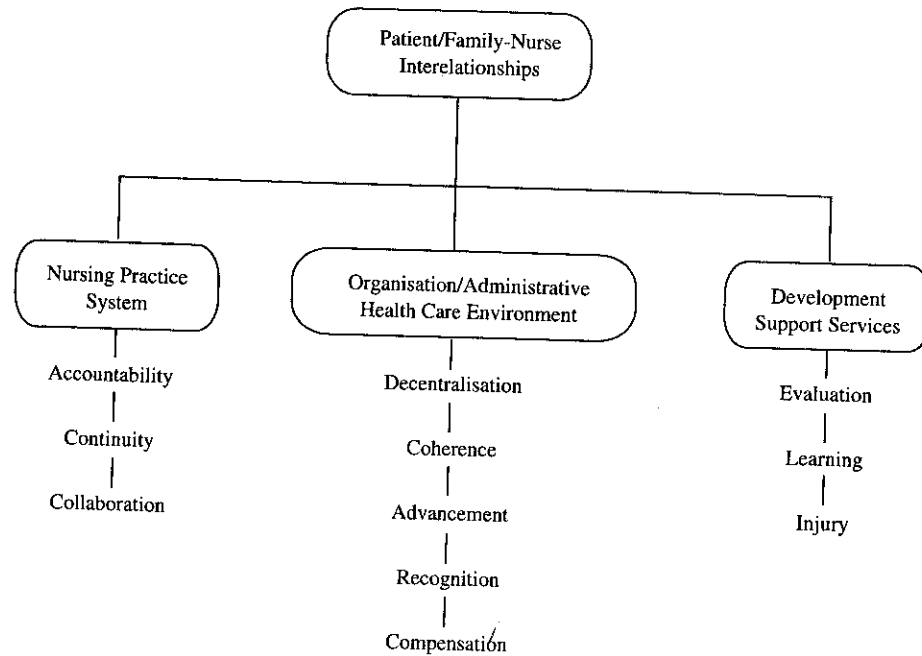 Patient/Family-Nurse
Interelationships
Nursing Practice
System
Accountability
Continuity
Collaboration
Organisation/Administrative
Health Care Environment
Decentralisation
Coherence
Advancement
Recognition
Compensation
Development
Support Services
Evaluation
Learning
Injury